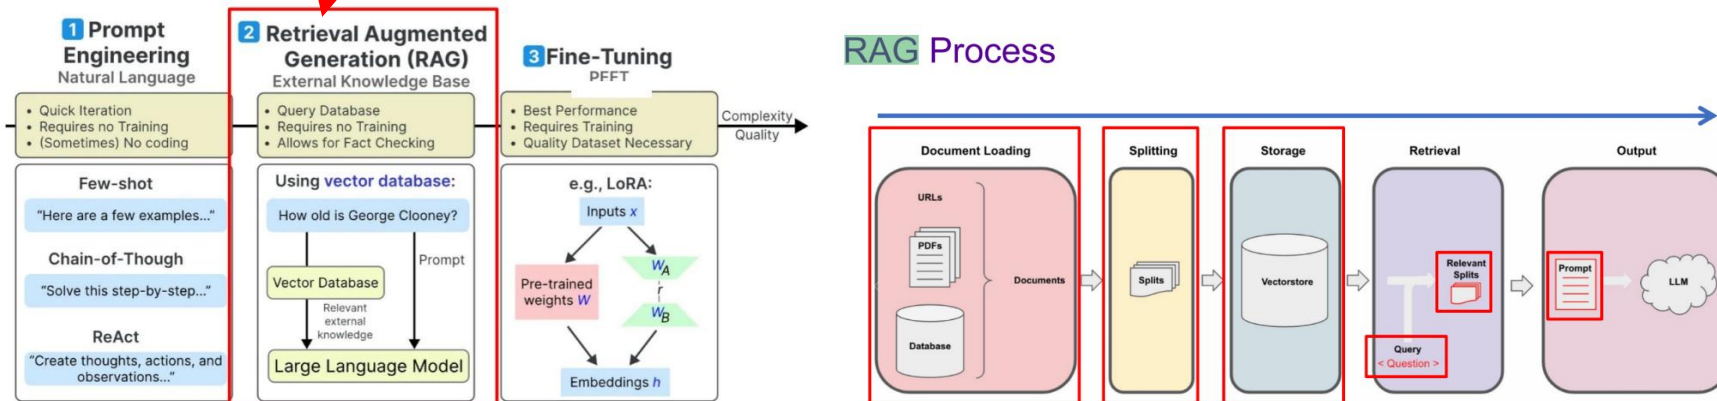 1 Prompt
Engineering
Natural Language
• Quick Iteration
• Requires no Training
• (Sometimes) No coding
Few-shot
"Here are a few examples..."
Chain-of-Though
"Solve this step-by-step..."
ReAct
"Create thoughts, actions, and
observations..."
2 Retrieval Augmented
Generation (RAG)
External Knowledge Base
• Query Database
• Requires no Training
• Allows for Fact Checking
Using vector database:
How old is George Clooney?
Prompt
Vector Database
Relevant
external
knowledge
Large Language Model
3 Fine-Tuning
• Best Performance
• Requires Training
• Quality Dataset Necessary
e.g., LoRA:
Inputs x
Pre-trained
weights W
W_A
r
W_B
Embeddings h
Complexity
Quality
RAG Process
Document Loading
URLs
PDFs
Database
Documents
Splitting
Splits
Storage
Vectorstore
Retrieval
Relevant
Splits
Query
< Question >
Output
Prompt
LLM